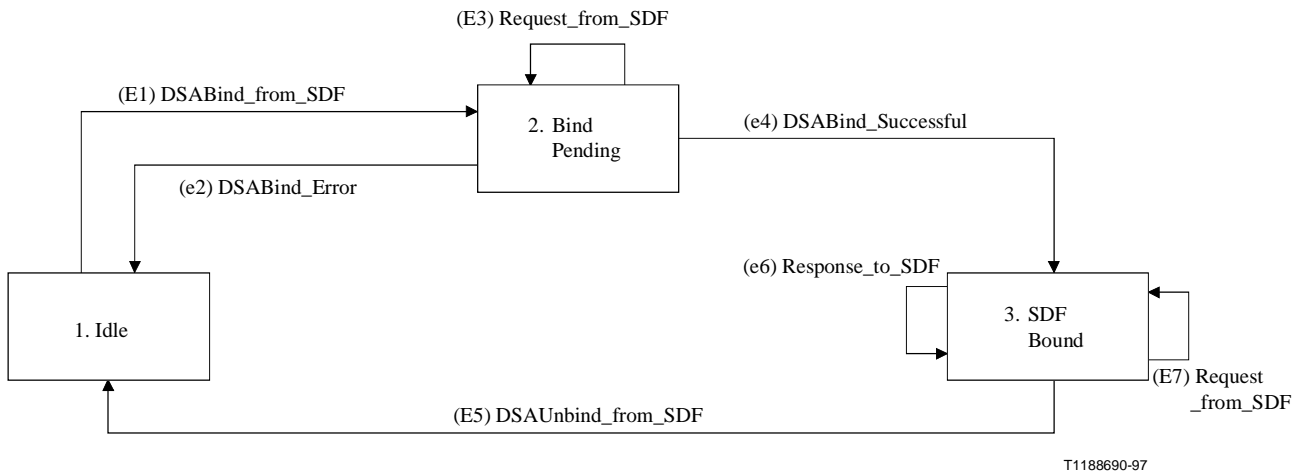 (E3) Request_from_SDF
(E1) DSABind_from_SDF
2. Bind
Pending
(e4) DSABind_Successful
(e2) DSABind_Error
(e6) Response_to_SDF
1. Idle
3. SDF
Bound
(E7) Request
_from_SDF
(E5) DSAUnbind_from_SDF
T1188690-97